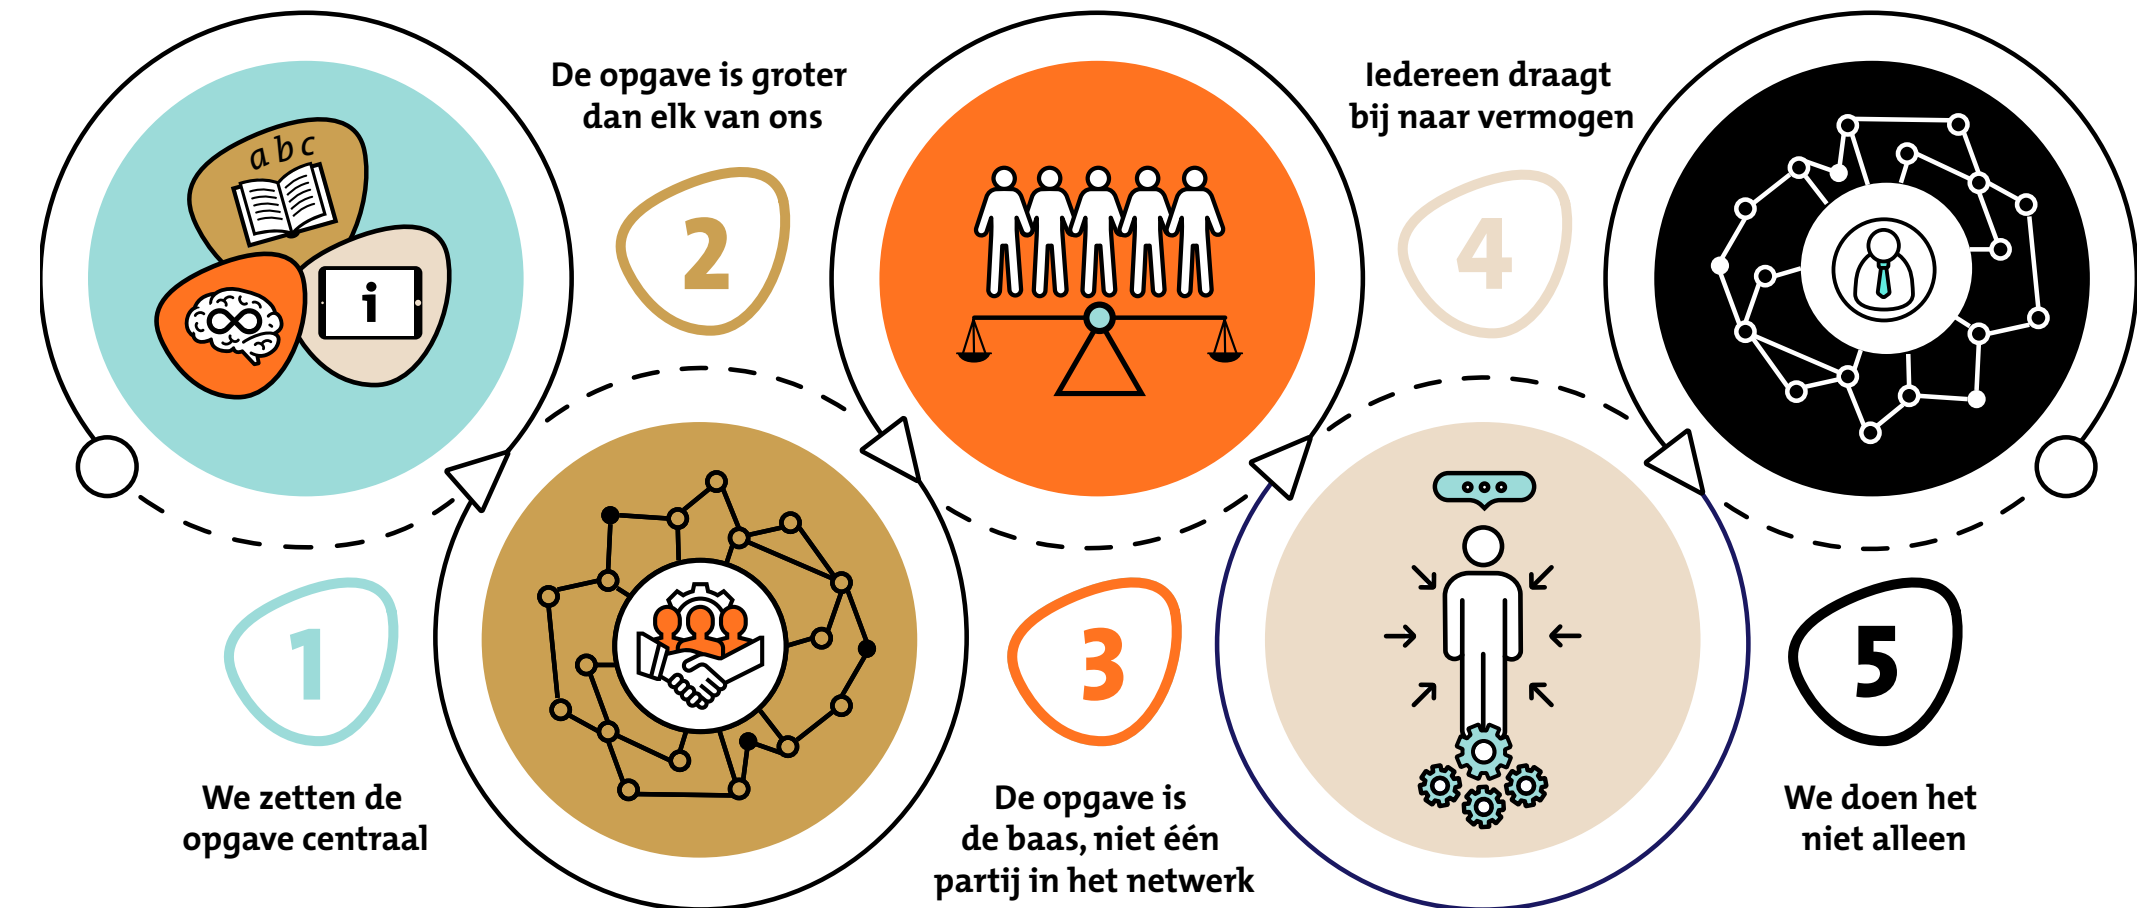 abc
i
1
We zetten de
opgave centraal
De opgave is groter
dan elk van ons
2
3
De opgave is
de baas, niet één
partij in het netwerk
Iedereen draagt
bij naar vermogen
4
5
We doen het
niet alleen